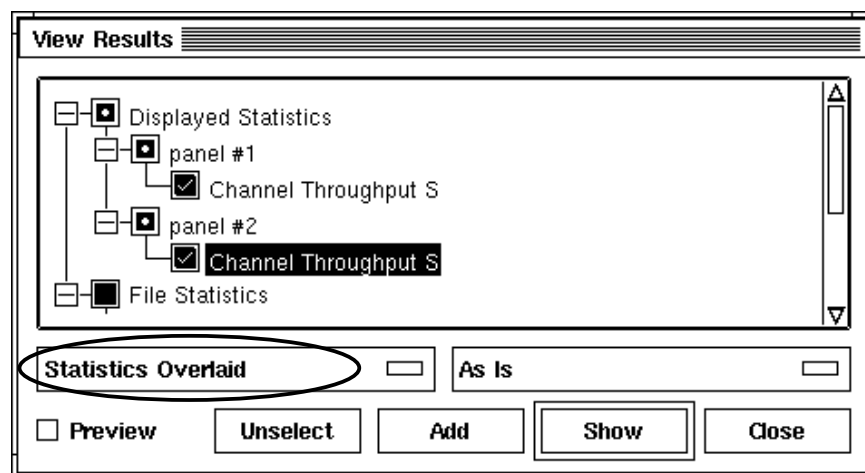 View Results
Displayed Statistics
panel #1
Channel Throughput S
panel #2
Channel Throughput S
File Statistics
Statistics Overlaid
As Is
Preview
Unselect
Add
Show
Close